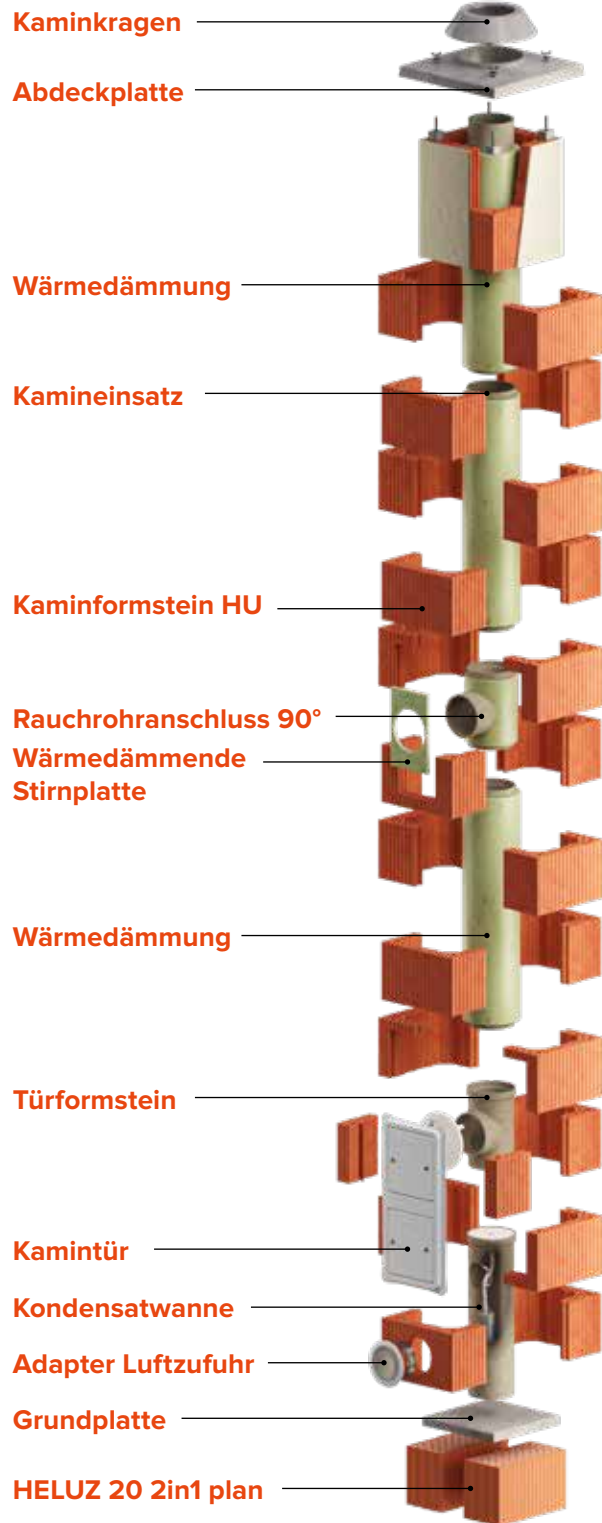 Kaminkragen
Abdeckplatte
Wärmedämmung
Kamineinsatz
Kaminformstein HU
Rauchrohranschluss 90°
Wärmedämmende
Stirnplatte
Wärmedämmung
Türformstein
Kamintür
Kondensatwanne
Adapter Luftzufuhr
Grundplatte
HELUZ 20 2in1 plan